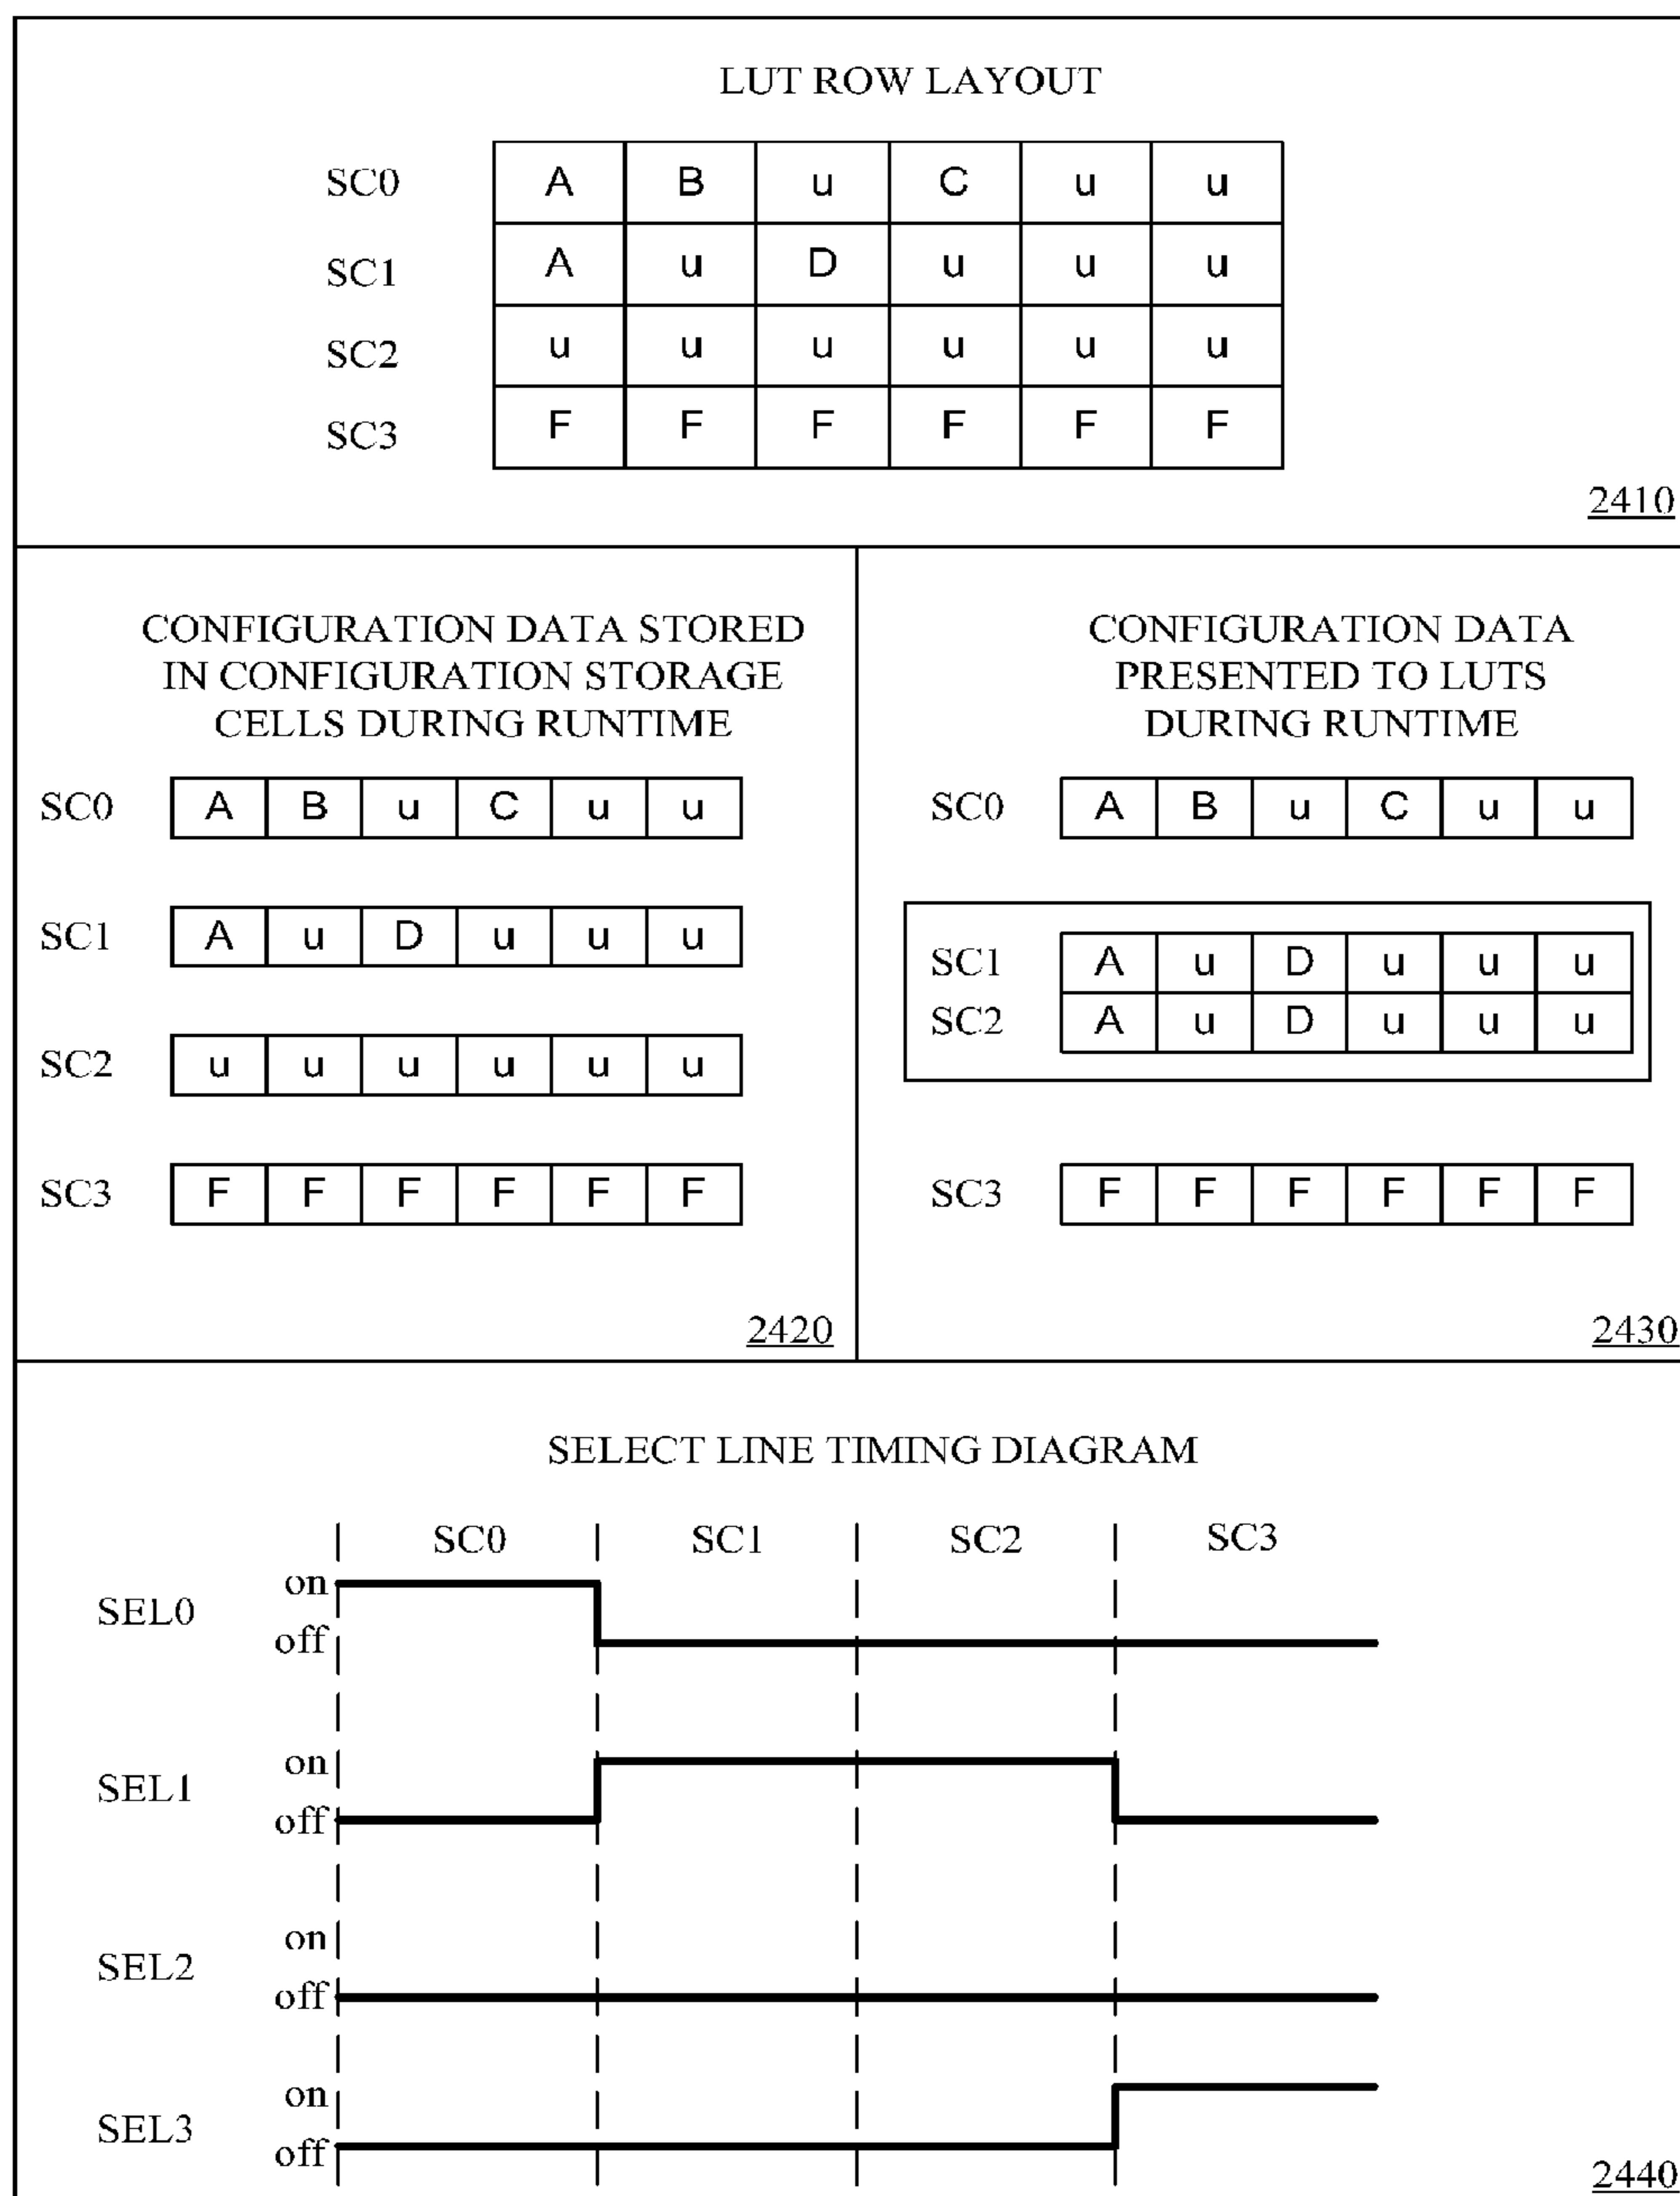 LUT ROW LAYOUT
SC0 A B u C u u
SC1 A u D u u u
SC2 u u u u u u
SC3 F F F F F F
2410
CONFIGURATION DATA STORED
IN CONFIGURATION STORAGE
CELLS DURING RUNTIME
SC0 A B u C u u
SC1 A u D u u u
SC2 u u u u u u
SC3 F F F F F F
2420
CONFIGURATION DATA
PRESENTED TO LUTS
DURING RUNTIME
SC0 A B u C u u
SC1 A u D u u u
SC2 A u D u u u
SC3 F F F F F F
2430
SELECT LINE TIMING DIAGRAM
SC0 SC1 SC2 SC3
on
SEL0
off
on
SEL1
off
on
SEL2
off
on
SEL3
off
2440